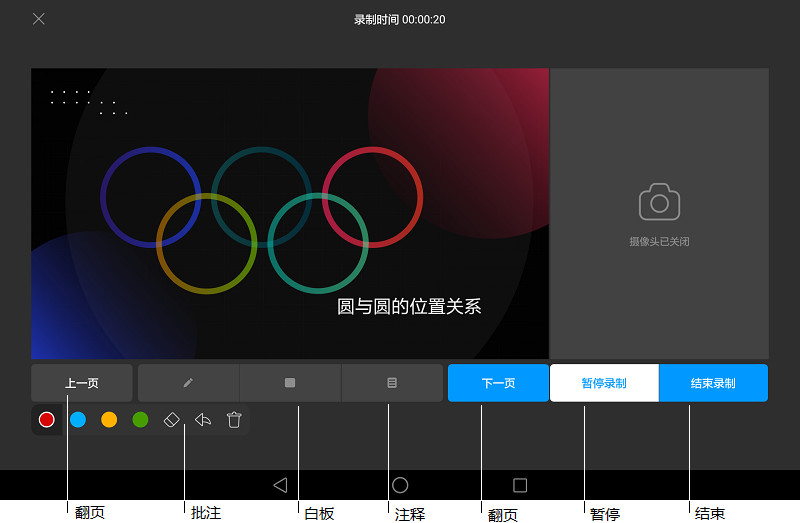 录制时间 00:00:20
摄像头已关闭
圆与圆的位置关系
上一页
下一页
暂停录制
结束录制
翻页
批注
白板
注释
翻页
暂停
结束